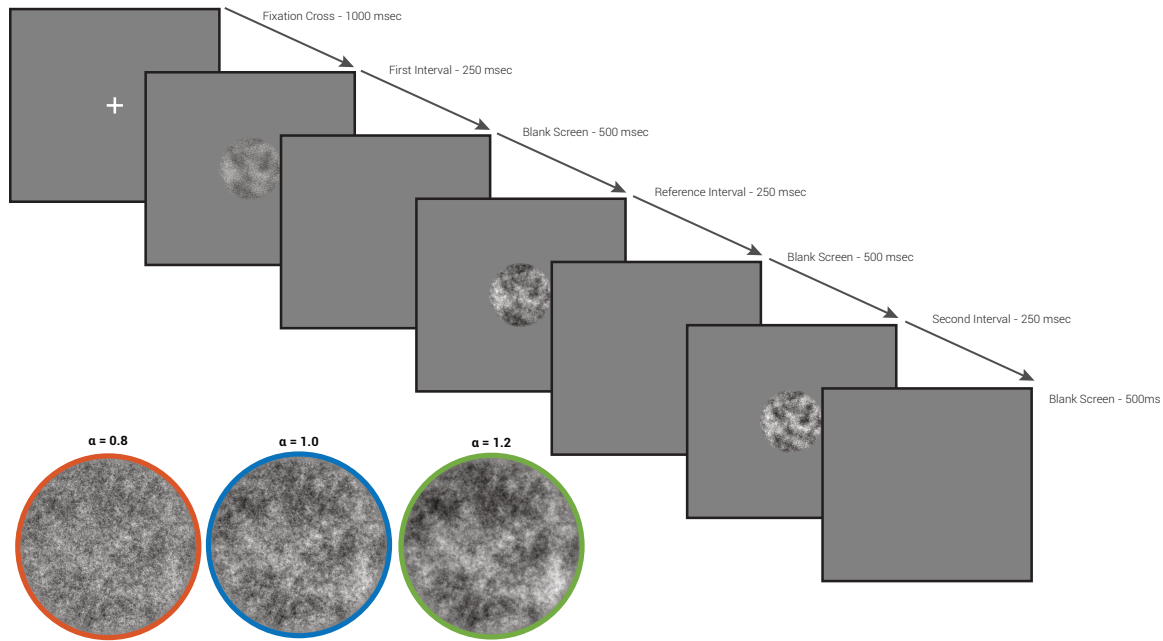 Fixation Cross - 1000 msec
First Interval - 250 msec
Blank Screen - 500 msec
Reference Interval - 250 msec
Blank Screen - 500 msec
Second Interval - 250 msec
Blank Screen - 500ms
α = 0.8
α = 1.0
α = 1.2